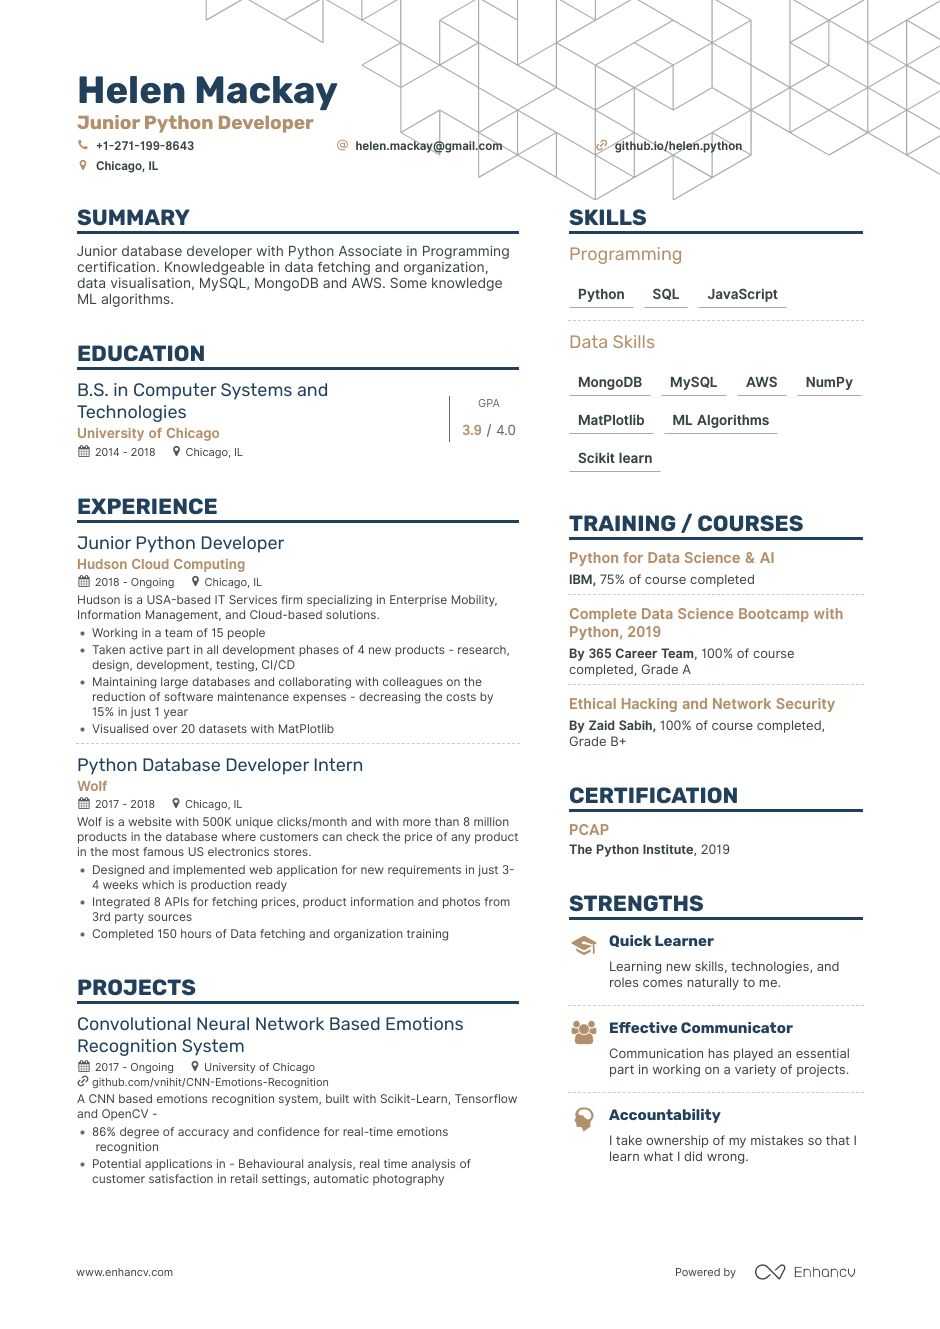 Helen Mackay
Junior Python Developer
+1-271-199-8643
helen.mackay@gmail.com
github.io/helen.python
Chicago, IL
SUMMARY
Junior database developer with Python Associate in Programming
certification. Knowledgeable in data fetching and organization,
data visualisation, MySQL, MongoDB and AWS. Some knowledge
ML algorithms.
EDUCATION
B.S. in Computer Systems and
Technologies
University of Chicago
2014 - 2018 Chicago, IL
GPA
3.9 / 4.0
EXPERIENCE
Junior Python Developer
Hudson Cloud Computing
2018 - Ongoing Chicago, IL
Hudson is a USA-based IT Services firm specializing in Enterprise Mobility,
Information Management, and Cloud-based solutions.
• Working in a team of 15 people
• Taken active part in all development phases of 4 new products - research,
design, development, testing, CI/CD
• Maintaining large databases and collaborating with colleagues on the
reduction of software maintenance expenses - decreasing the costs by
15% in just 1 year
• Visualised over 20 datasets with MatPlotlib
Python Database Developer Intern
Wolf
2017 - 2018 Chicago, IL
Wolf is a website with 500K unique clicks/month and with more than 8 million
products in the database where customers can check the price of any product
in the most famous US electronics stores.
• Designed and implemented web application for new requirements in just 3-
4 weeks which is production ready
• Integrated 8 APIs for fetching prices, product information and photos from
3rd party sources
• Completed 150 hours of Data fetching and organization training
PROJECTS
Convolutional Neural Network Based Emotions
Recognition System
2017 - Ongoing University of Chicago
github.com/vnihit/CNN-Emotions-Recognition
A CNN based emotions recognition system, built with Scikit-Learn, Tensorflow
and OpenCV -
• 86% degree of accuracy and confidence for real-time emotions
recognition
• Potential applications in - Behavioural analysis, real time analysis of
customer satisfaction in retail settings, automatic photography
SKILLS
Programming
Python SQL JavaScript
Data Skills
MongoDB MySQL AWS NumPy
MatPlotlib ML Algorithms
Scikit learn
TRAINING / COURSES
Python for Data Science & AI
IBM, 75% of course completed
Complete Data Science Bootcamp with
Python, 2019
By 365 Career Team, 100% of course
completed, Grade A
Ethical Hacking and Network Security
By Zaid Sabih, 100% of course completed,
Grade B+
CERTIFICATION
PCAP
The Python Institute, 2019
STRENGTHS
Quick Learner
Learning new skills, technologies, and
roles comes naturally to me.
Effective Communicator
Communication has played an essential
part in working on a variety of projects.
Accountability
I take ownership of my mistakes so that I
learn what I did wrong.
www.enhancv.com
Powered by Enhancv